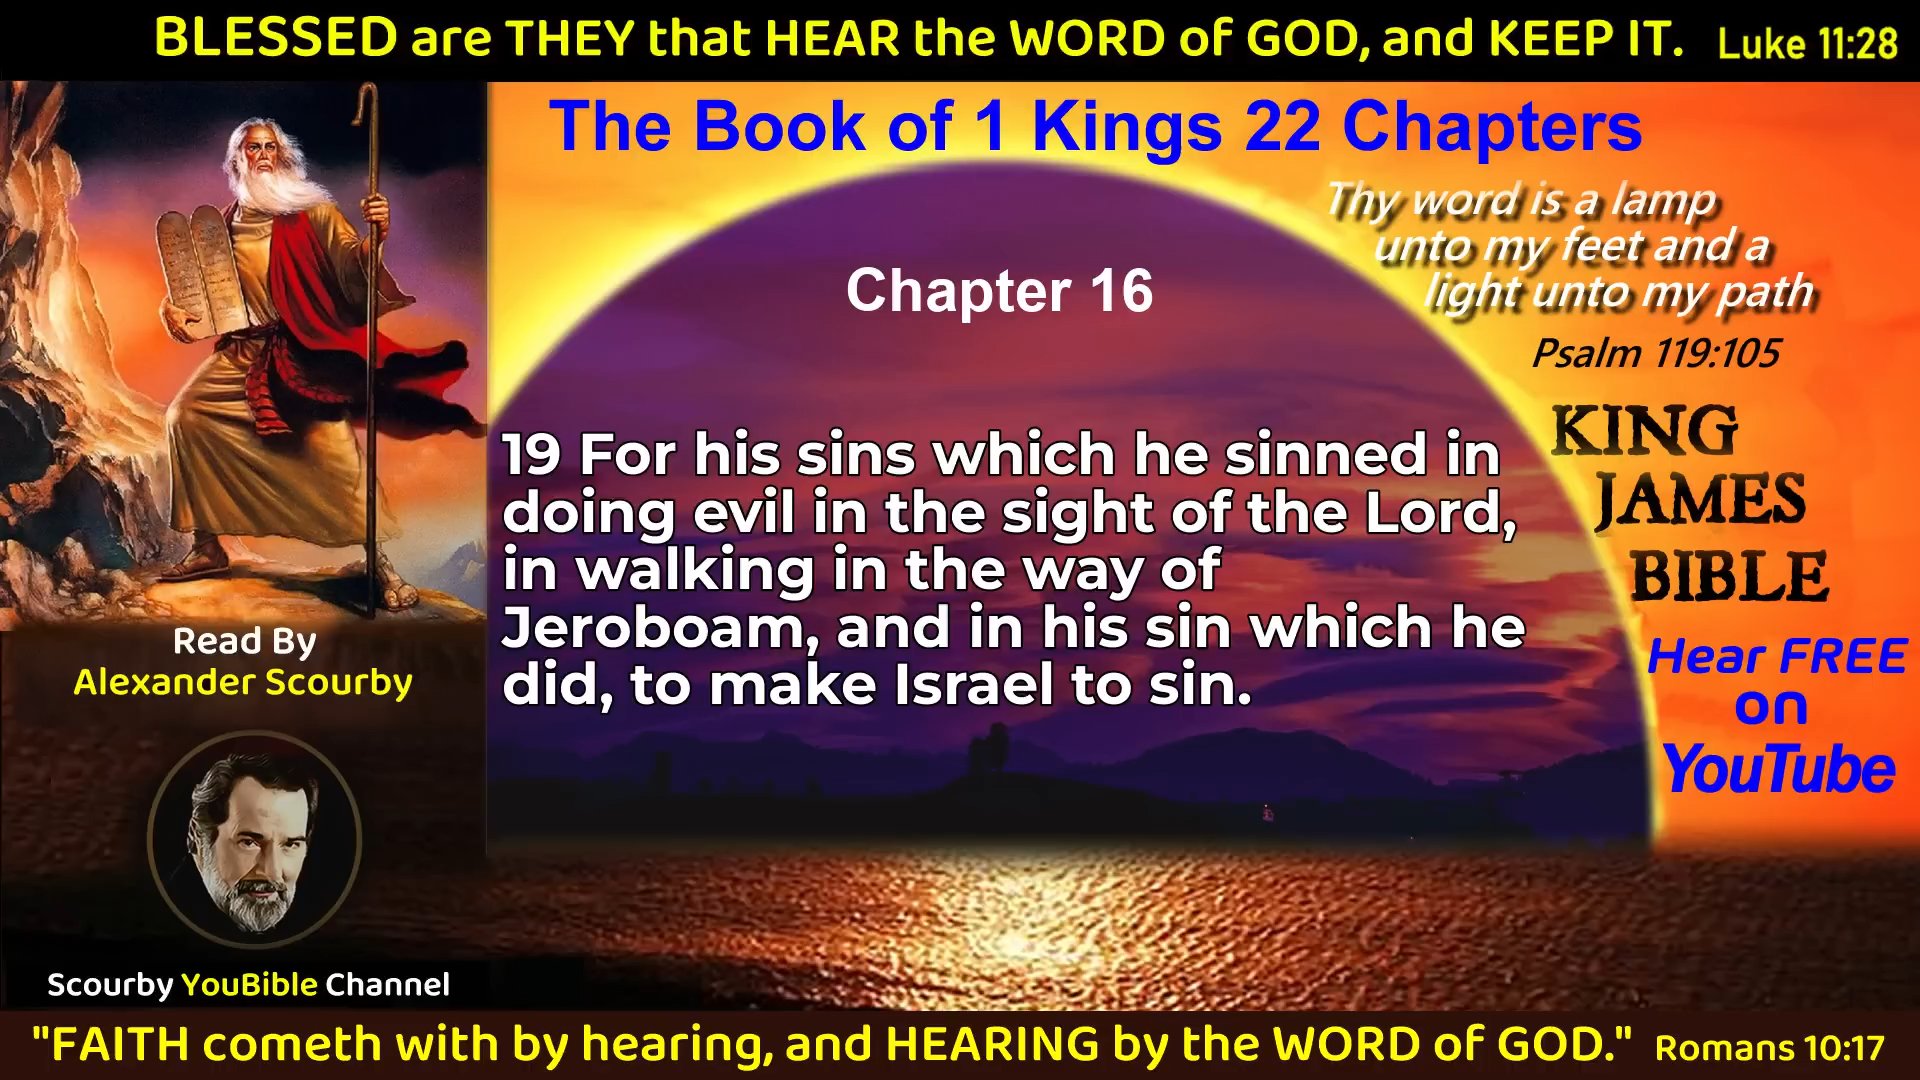 BLESSED are THEY that HEAR the WORD of GOD, and KEEP IT. Luke 11:28
The Book of 1 Kings 22 Chapters
Thy word is a lamp
unto my feet and a
light unto my path
Psalm 119:105
Chapter 16
19 For his sins which he sinned in
doing evil in the sight of the Lord,
in walking in the way of
Jeroboam, and in his sin which he
did, to make Israel to sin.
KING
JAMES
BIBLE
Hear FREE
on
YouTube
Read By
Alexander Scourby
Scourby YouBible Channel
"FAITH cometh with by hearing, and HEARING by the WORD of GOD." Romans 10:17